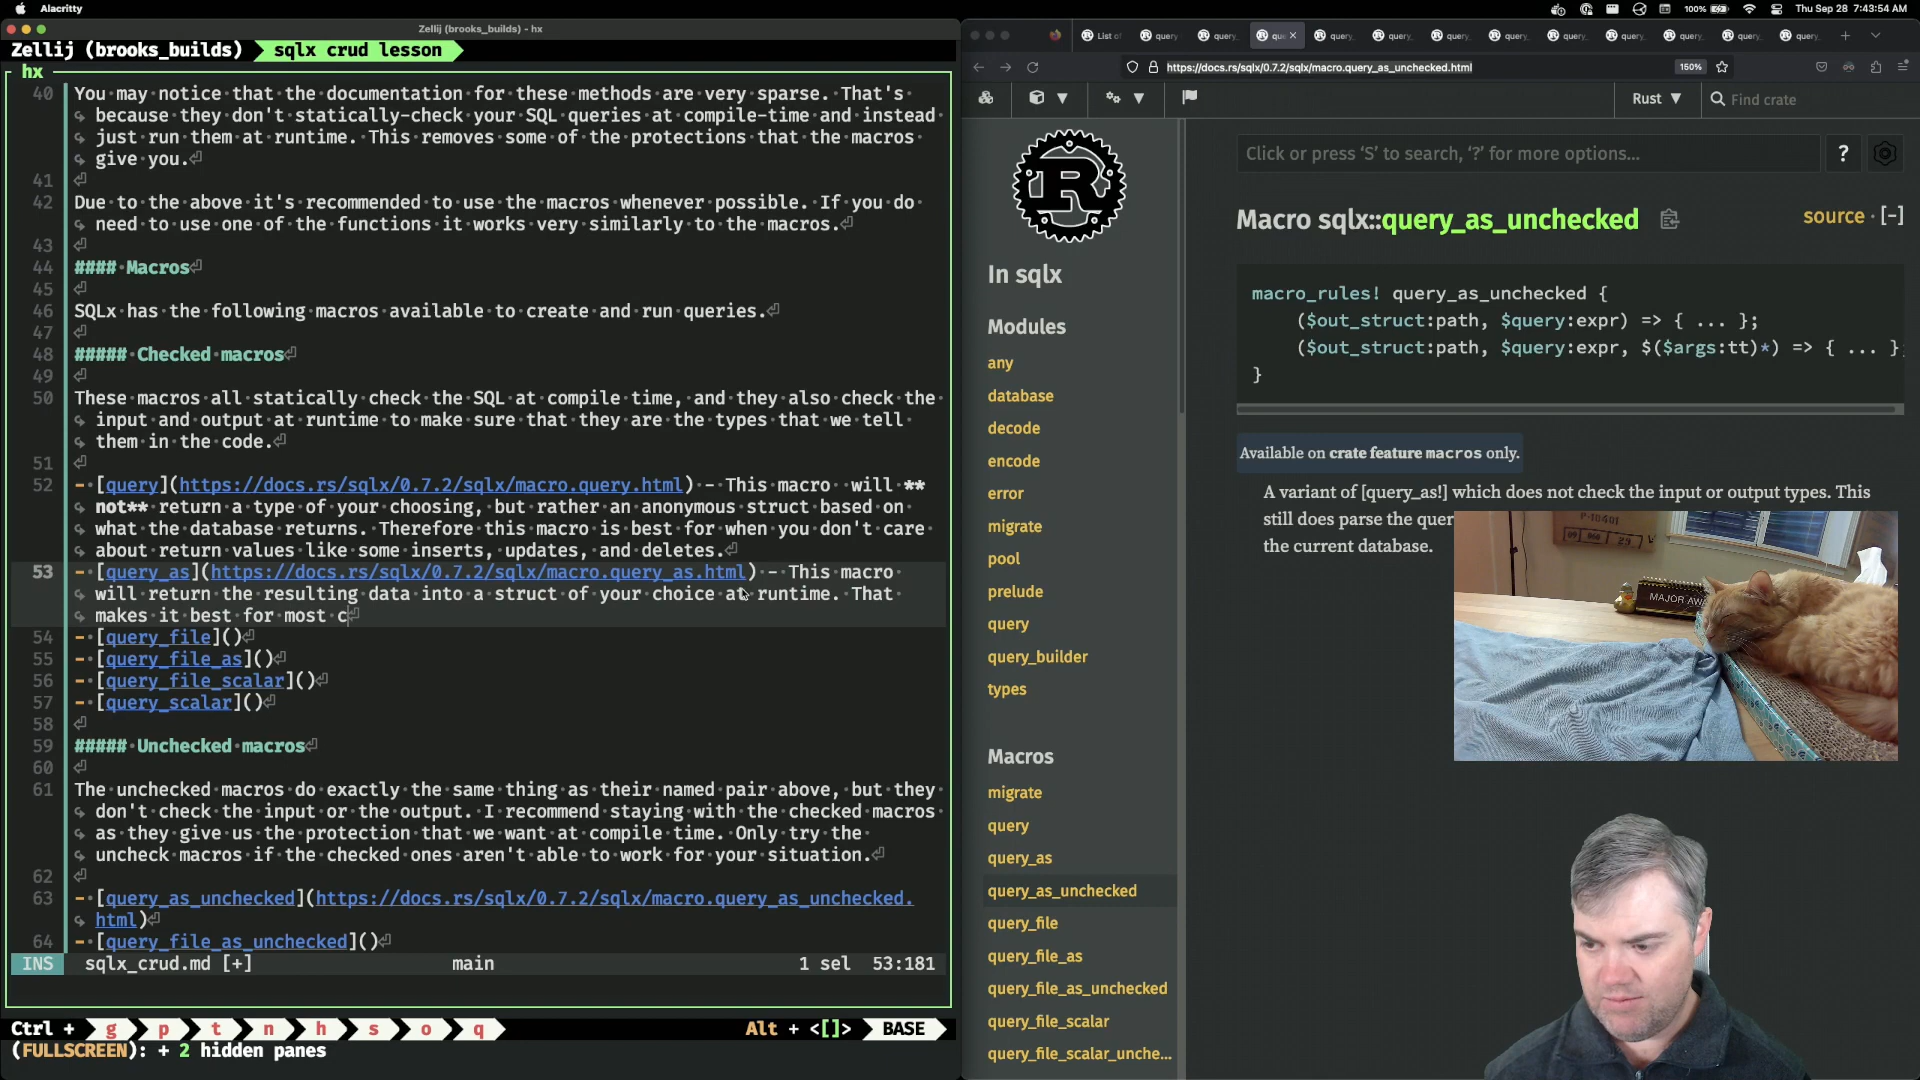 Alacritty
100%
Thu Sep 28 7:43:54 AM
Zellij (brooks_builds) - hx
Zellij (brooks_builds) sqlx crud lesson
hx
40 You may notice that the documentation for these methods are very sparse. That's
because they don't statically-check your SQL queries at compile-time and instead
just run them at runtime. This removes some of the protections that the macros
give you.
41
42 Due to the above it's recommended to use the macros whenever possible. If you do
need to use one of the functions it works very similarly to the macros.
43
44 #### Macros
45
46 SQLx has the following macros available to create and run queries.
47
48 ##### Checked macros
49
50 These macros all statically check the SQL at compile time, and they also check the
input and output at runtime to make sure that they are the types that we tell
them in the code.
51
52 - [query](https://docs.rs/sqlx/0.7.2/sqlx/macro.query.html) - This macro  will **
not** return a type of your choosing, but rather an anonymous struct based on
what the database returns. Therefore this macro is best for when you don't care
about return values like some inserts, updates, and deletes.
53 - [query_as](https://docs.rs/sqlx/0.7.2/sqlx/macro.query_as.html) - This macro
will return the resulting data into a struct of your choice at runtime. That
makes it best for most c
54 - [query_file]()
55 - [query_file_as]()
56 - [query_file_scalar]()
57 - [query_scalar]()
58
59 ##### Unchecked macros
60
61 The unchecked macros do exactly the same thing as their named pair above, but they
don't check the input or the output. I recommend staying with the checked macros
as they give us the protection that we want at compile time. Only try the
uncheck macros if the checked ones aren't able to work for your situation.
62
63 - [query_as_unchecked](https://docs.rs/sqlx/0.7.2/sqlx/macro.query_as_unchecked.
html)
64 - [query_file_as_unchecked]()
INS sqlx_crud.md [+] main 1 sel 53:181
Ctrl + g p t n h s o q Alt + <[]> BASE
(FULLSCREEN): + 2 hidden panes
List of query query_ que query_ query_ query_ query_ query_ query_ query_ query_ query_
https://docs.rs/sqlx/0.7.2/sqlx/macro.query_as_unchecked.html
150%
Rust ▼
Find crate
Click or press ‘S’ to search, ‘?’ for more options…
?
In sqlx
Modules
any
database
decode
encode
error
migrate
pool
prelude
query
query_builder
types
Macros
migrate
query
query_as
query_as_unchecked
query_file
query_file_as
query_file_as_unchecked
query_file_scalar
query_file_scalar_unche...
Macro sqlx::query_as_unchecked
source · [-]
macro_rules! query_as_unchecked {
($out_struct:path, $query:expr) => { ... };
($out_struct:path, $query:expr, $($args:tt)*) => { ... };
}
Available on crate feature macros only.
A variant of [query_as!] which does not check the input or output types. This
still does parse the quer
the current database.
MAJOR AW